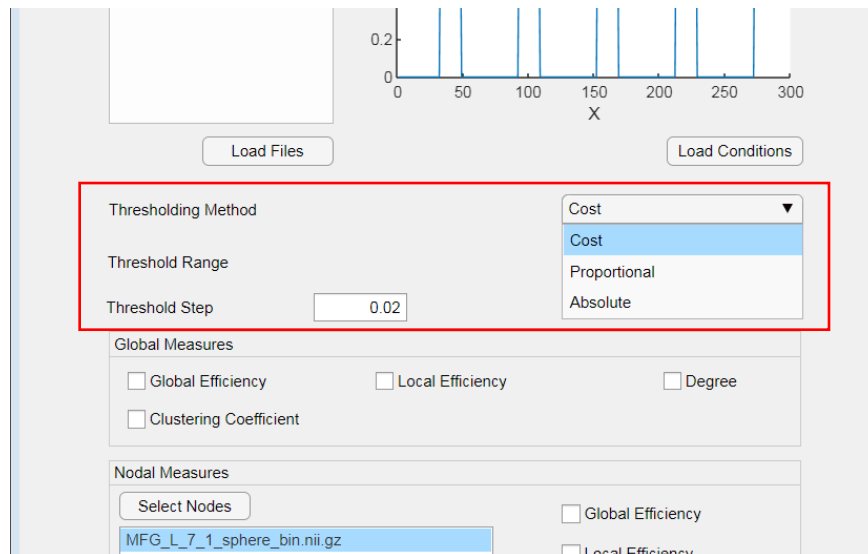 0.2
0
0 50 100 150 200 250 300
X
Load Files Load Conditions
Thresholding Method Cost ▼
Cost
Threshold Range Proportional
Threshold Step 0.02 Absolute
Global Measures
Global Efficiency Local Efficiency Degree
Clustering Coefficient
Nodal Measures
Select Nodes Global Efficiency
MFG_L_7_1_sphere_bin.nii.gz
Local Efficiency